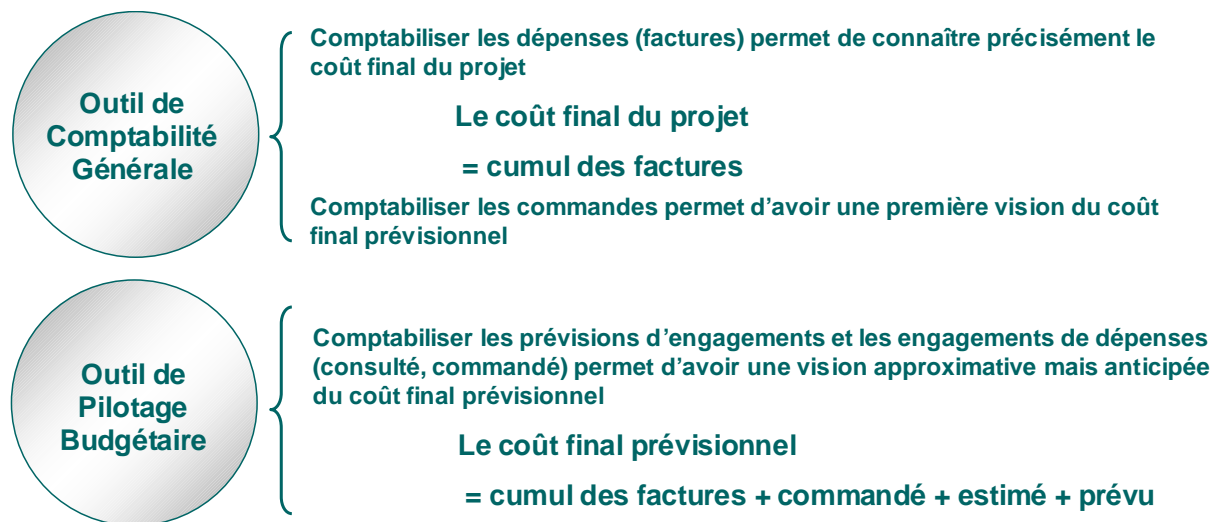 Outil de
Comptabilité
Générale
Comptabiliser les dépenses (factures) permet de connaître précisément le
coût final du projet
Le coût final du projet
= cumul des factures
Comptabiliser les commandes permet d’avoir une première vision du coût
final prévisionnel
Outil de
Pilotage
Budgétaire
Comptabiliser les prévisions d’engagements et les engagements de dépenses
(consulté, commandé) permet d’avoir une vision approximative mais anticipée
du coût final prévisionnel
Le coût final prévisionnel
= cumul des factures + commandé + estimé + prévu